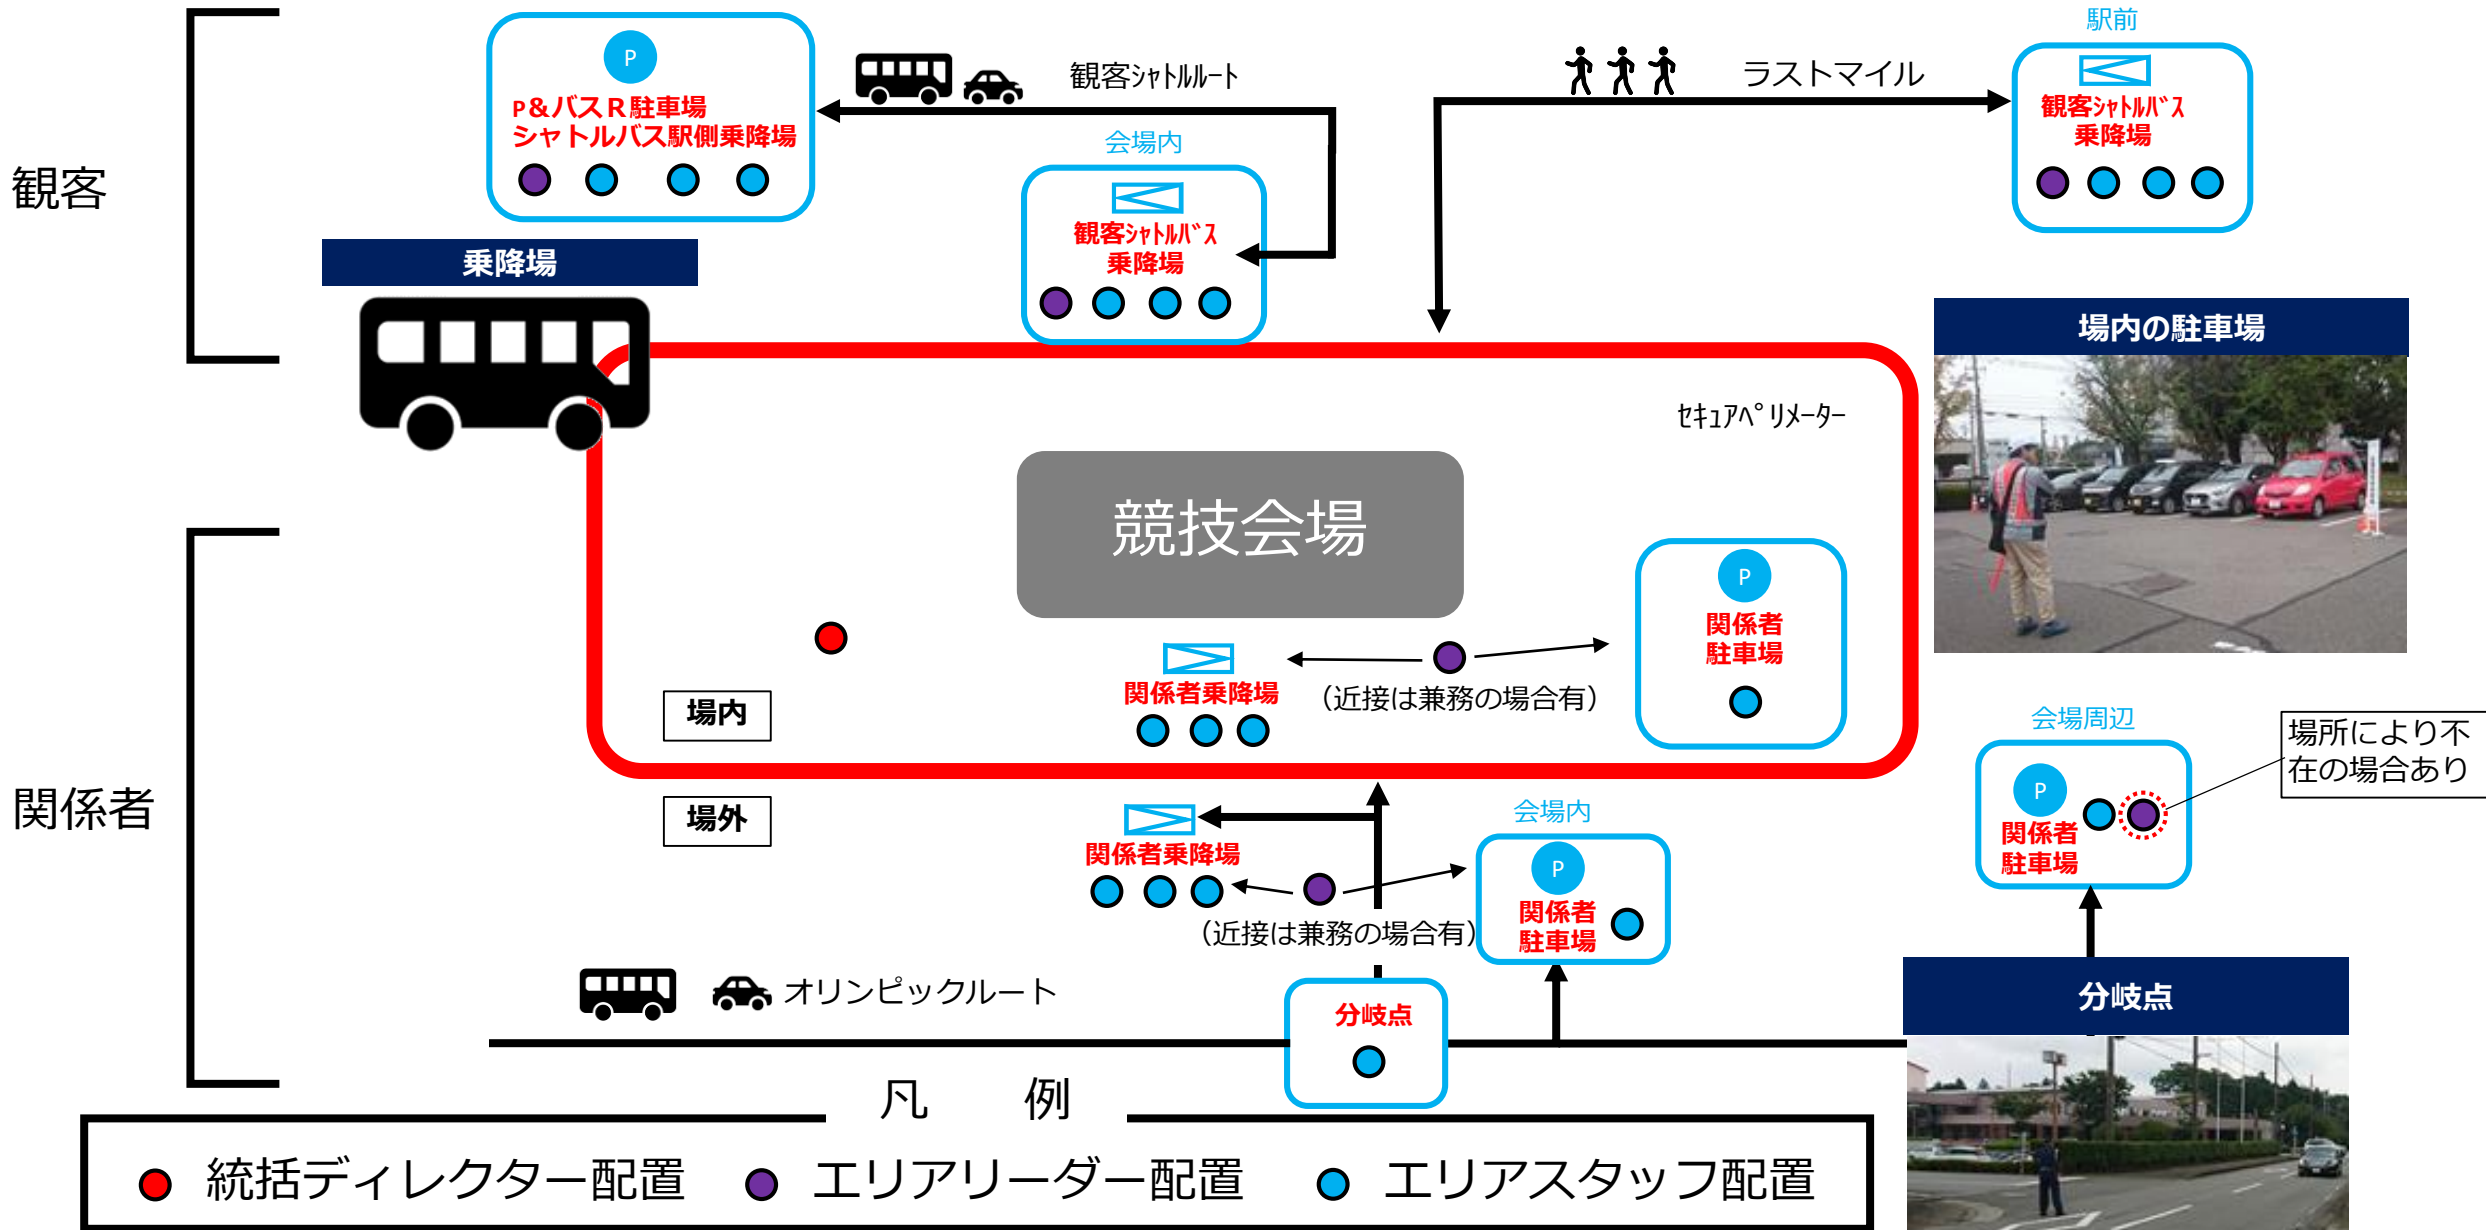 観客
関係者
P
P&バスR駐車場
シャトルバス駅側乗降場
観客ｼｬﾄﾙﾙｰﾄ
会場内
観客ｼｬﾄﾙﾊﾞｽ
乗降場
ラストマイル
駅前
観客ｼｬﾄﾙﾊﾞｽ
乗降場
乗降場
場内の駐車場
ｾｷｭｱﾍﾟﾘﾒｰﾀｰ
競技会場
P
関係者
駐車場
関係者乗降場
（近接は兼務の場合有）
場内
場外
関係者乗降場
（近接は兼務の場合有）
会場内
P
関係者
駐車場
会場周辺
P
関係者
駐車場
場所により不
在の場合あり
オリンピックルート
分岐点
分岐点
凡　例
統括ディレクター配置
エリアリーダー配置
エリアスタッフ配置